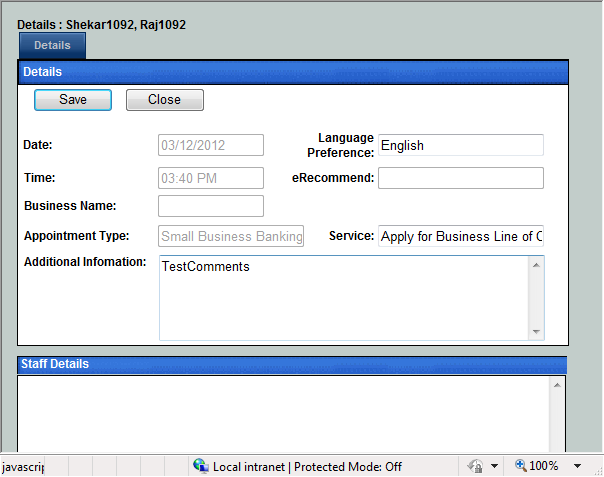 Details : Shekar1092, Raj1092
Details
Details
Save Close
Date: 03/12/2012 Language Preference: English
Time: 03:40 PM eRecommend:
Business Name:
Appointment Type: Small Business Banking Service: Apply for Business Line of C
Additional Infomation: TestComments
Staff Details
javascrip Local intranet | Protected Mode: Off 100%